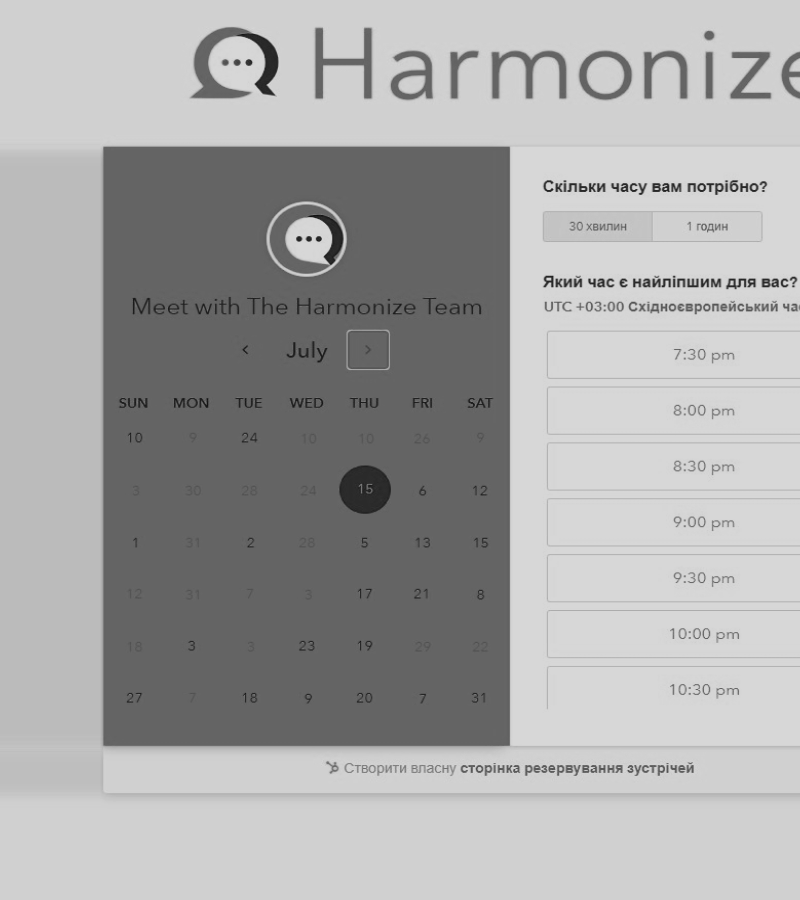 Harmonize
Meet with The Harmonize Team
July
SUN MON TUE WED THU FRI SAT
10 9 24 10 10 26 9
3 30 28 24 15 6 12
1 31 2 28 5 13 15
12 31 7 3 17 21 8
18 3 3 23 19 29 22
27 7 18 9 20 7 31
Скільки часу вам потрібно?
30 хвилин 1 годин
Який час є найліпшим для вас?
UTC +03:00 Східноєвропейський
7:30 pm
8:00 pm
8:30 pm
9:00 pm
9:30 pm
10:00 pm
10:30 pm
Створити власну сторінка резервування зустрічей